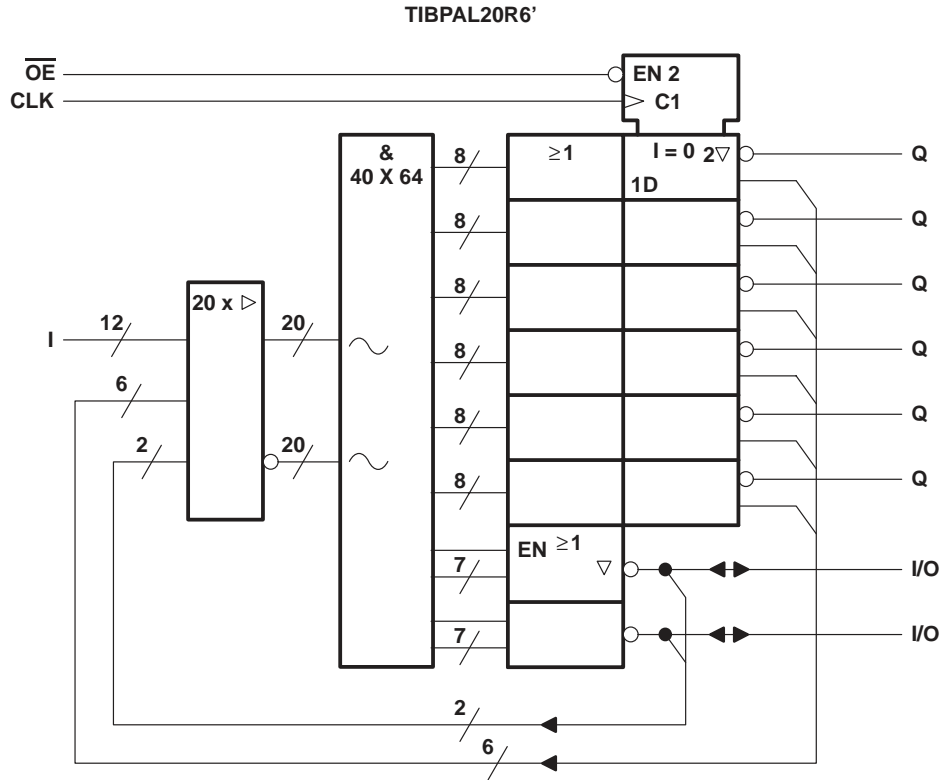 TIBPAL20R6’
OE
EN 2
CLK
C1
&
40 X 64
8
≥1
I = 0
2▽
Q
1D
8
Q
8
Q
20 x ▷
I
12
20
8
Q
6
8
Q
2
20
8
Q
EN ≥1
▽
7
I/O
7
I/O
2
6